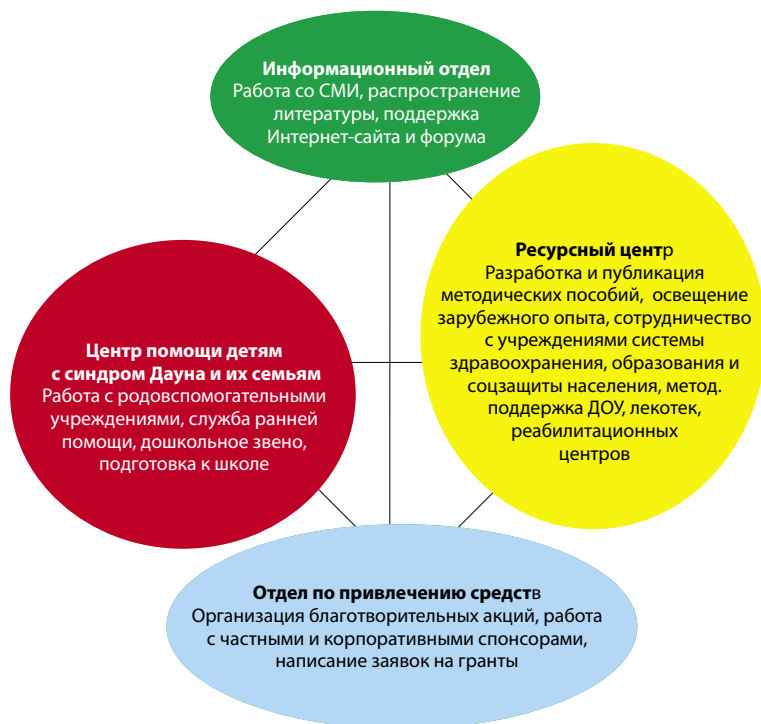 Информационный отдел
Работа со СМИ, распространение
литературы, поддержка
Интернет-сайта и форума
Ресурсный центр
Разработка и публикация
методических пособий, освещение
зарубежного опыта, сотрудничество
с учреждениями системы
здравоохранения, образования и
соцзащиты населения, метод.
поддержка ДОУ, лекотек,
реабилитационных
центров
Центр помощи детям
с синдром Дауна и их семьям
Работа с родовспомогательными
учреждениями, служба ранней
помощи, дошкольное звено,
подготовка к школе
Отдел по привлечению средств
Организация благотворительных акций, работа
с частными и корпоративными спонсорами,
написание заявок на гранты